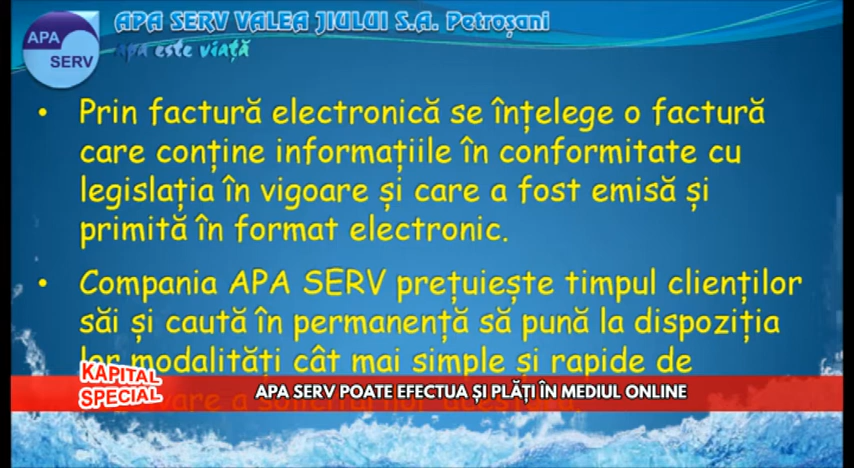 APA
SERV
APA SERV VALEA JIULUI S.A. Petroșani
apa este viață
• Prin factură electronică se înțelege o factură
care conține informațiile în conformitate cu
legislația în vigoare și care a fost emisă și
primită în format electronic.
• Compania APA SERV prețuiește timpul clienților
săi și caută în permanență să pună la dispoziția
lor modalități cât mai simple și rapide de
KAPITAL
SPECIAL
APA SERV POATE EFECTUA ȘI PLĂȚI ÎN MEDIUL ONLINE